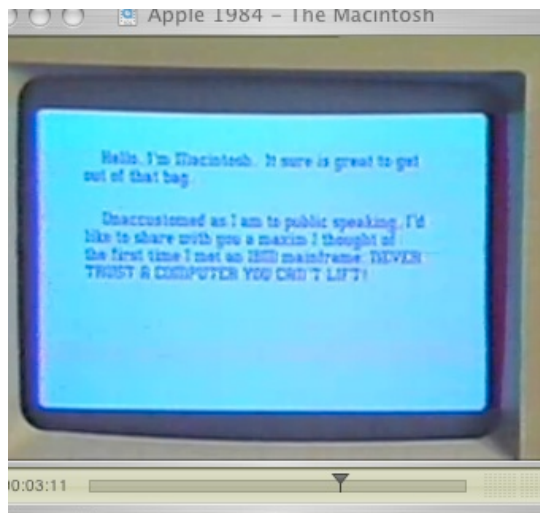 Apple 1984 – The Macintosh
Hello, I'm Macintosh. It sure is great to get
out of that bag.
Unaccustomed as I am to public speaking, I'd
like to share with you a maxim I thought of
the first time I met an IBM mainframe: NEVER
TRUST A COMPUTER YOU CAN'T LIFT!
00:03:11